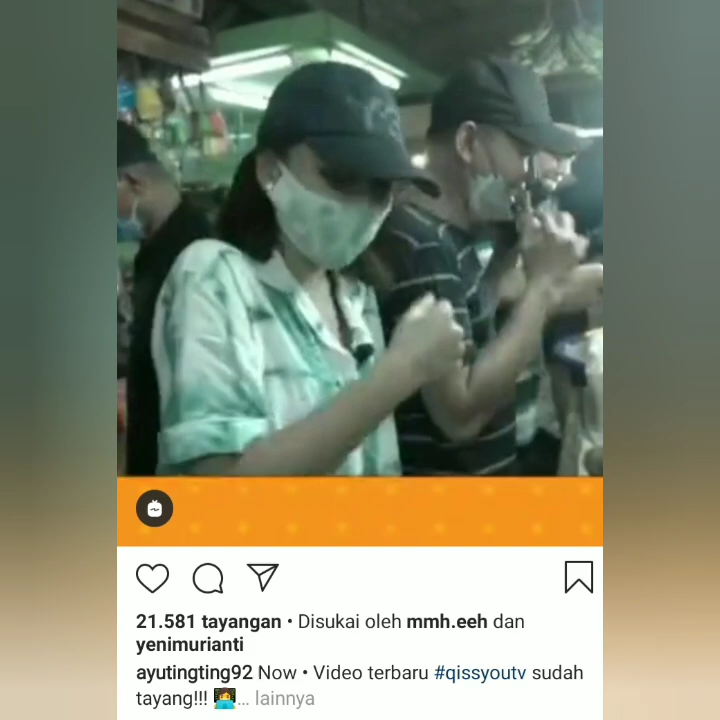 21.581 tayangan • Disukai oleh mmh.eeh dan
yenimurianti
ayutingting92 Now • Video terbaru #qissyoutv sudah
tayang!!! 👩‍💻... lainnya